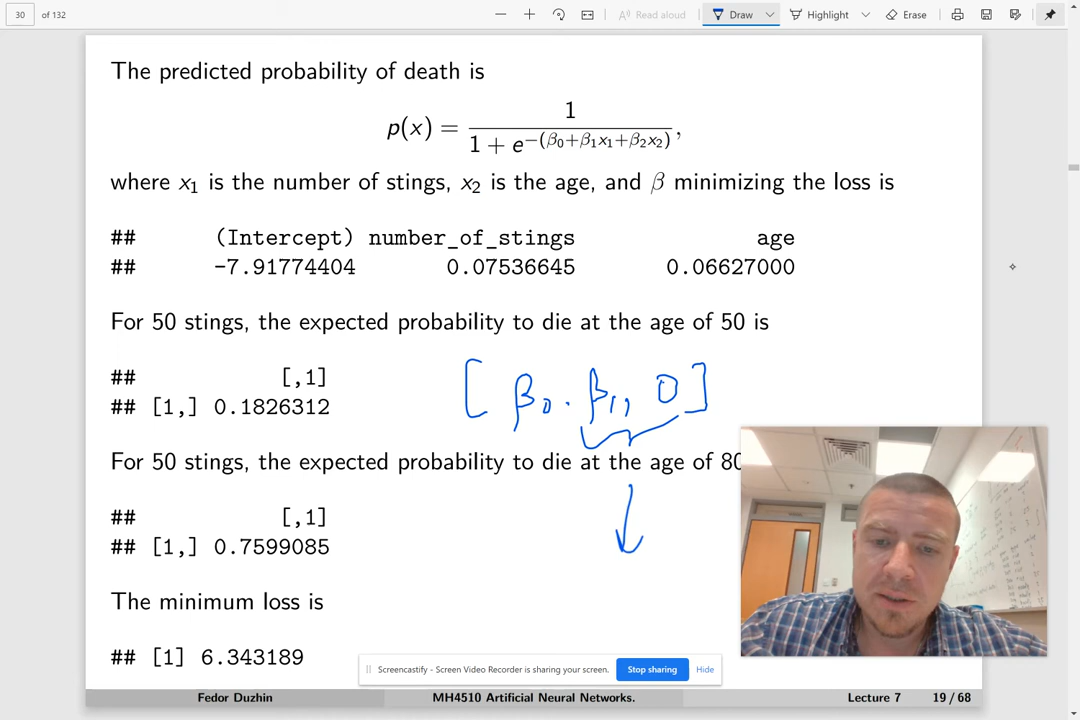 30 of 132 Read aloud Draw Highlight Erase
The predicted probability of death is
p(x) = 1 / 1 + e^−(β0+β1x1+β2x2),
where x1 is the number of stings, x2 is the age, and β minimizing the loss is
## (Intercept) number_of_stings age
## -7.91774404 0.07536645 0.06627000
For 50 stings, the expected probability to die at the age of 50 is
## [,1]
## [1,] 0.1826312
[ β0. β1, 0 ]
For 50 stings, the expected probability to die at the age of 80
## [,1]
## [1,] 0.7599085
The minimum loss is
## [1] 6.343189
Screencastify - Screen Video Recorder is sharing your screen. Stop sharing Hide
Fedor Duzhin MH4510 Artificial Neural Networks. Lecture 7 19 / 68